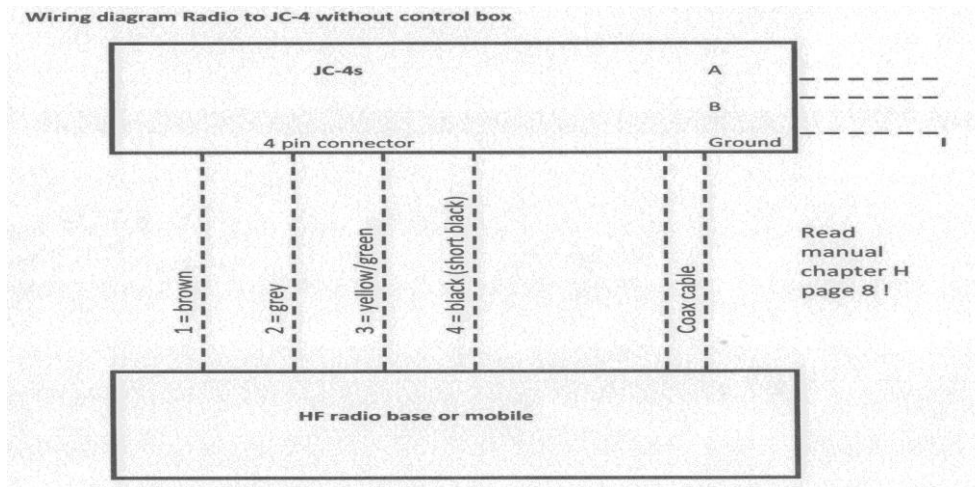 Wiring diagram Radio to JC-4 without control box
JC-4s
A
B
4 pin connector
Ground
1 = brown
2 = grey
3 = yellow/green
4 = black (short black)
Coax cable
Read
manual
chapter H
page 8 !
HF radio base or mobile